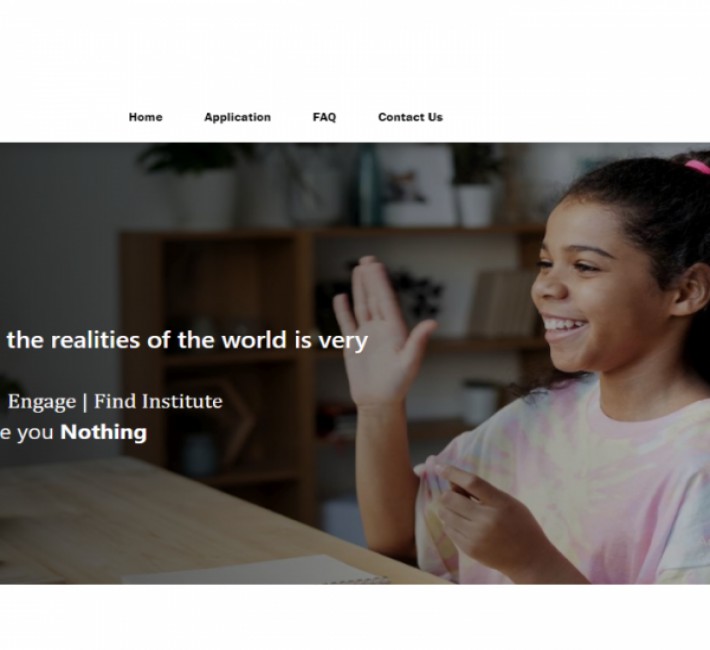 Home Application FAQ Contact Us
the realities of the world is very
Engage | Find Institute
e you Nothing